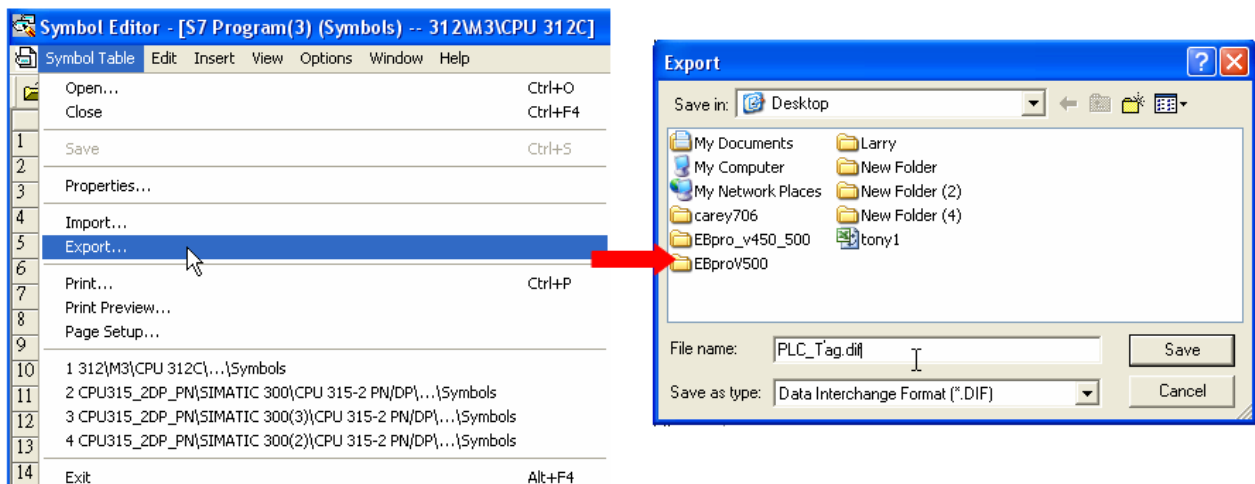 Symbol Editor - [S7 Program(3) (Symbols) -- 312\M3\CPU 312C]
Symbol Table Edit Insert View Options Window Help
Open... Ctrl+O
Close Ctrl+F4
1
Save Ctrl+S
2
Properties...
3
4
Import...
5
Export...
6
Print... Ctrl+P
7
Print Preview...
8
Page Setup...
9
10 1 312\M3\CPU 312C\...\Symbols
11 2 CPU315_2DP_PN\SIMATIC 300\CPU 315-2 PN/DP\...\Symbols
12 3 CPU315_2DP_PN\SIMATIC 300(3)\CPU 315-2 PN/DP\...\Symbols
13 4 CPU315_2DP_PN\SIMATIC 300(2)\CPU 315-2 PN/DP\...\Symbols
14 Exit Alt+F4
Export
Save in: Desktop
My Documents Larry
My Computer New Folder
My Network Places New Folder (2)
carey706 New Folder (4)
EBpro_v450_500 tony1
EBproV500
File name: PLC_Tag.dif Save
Save as type: Data Interchange Format (*.DIF) Cancel